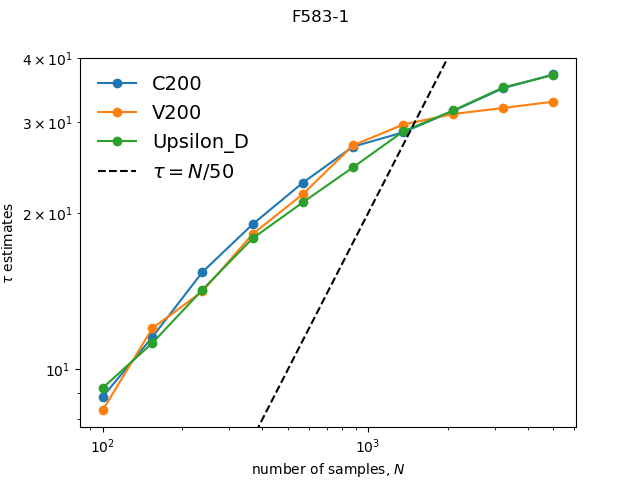 F583-1
4 × 10¹
3 × 10¹
2 × 10¹
10¹
τ estimates
C200
V200
Upsilon_D
τ = N/50
10² 10³
number of samples, N